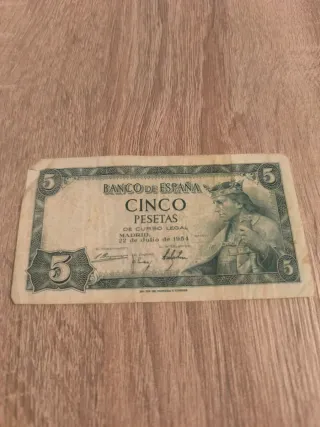 5
BANCO DE ESPAÑA
CINCO
PESETAS
DE CURSO LEGAL
MADRID,
22 de Julio de 1954
5
5